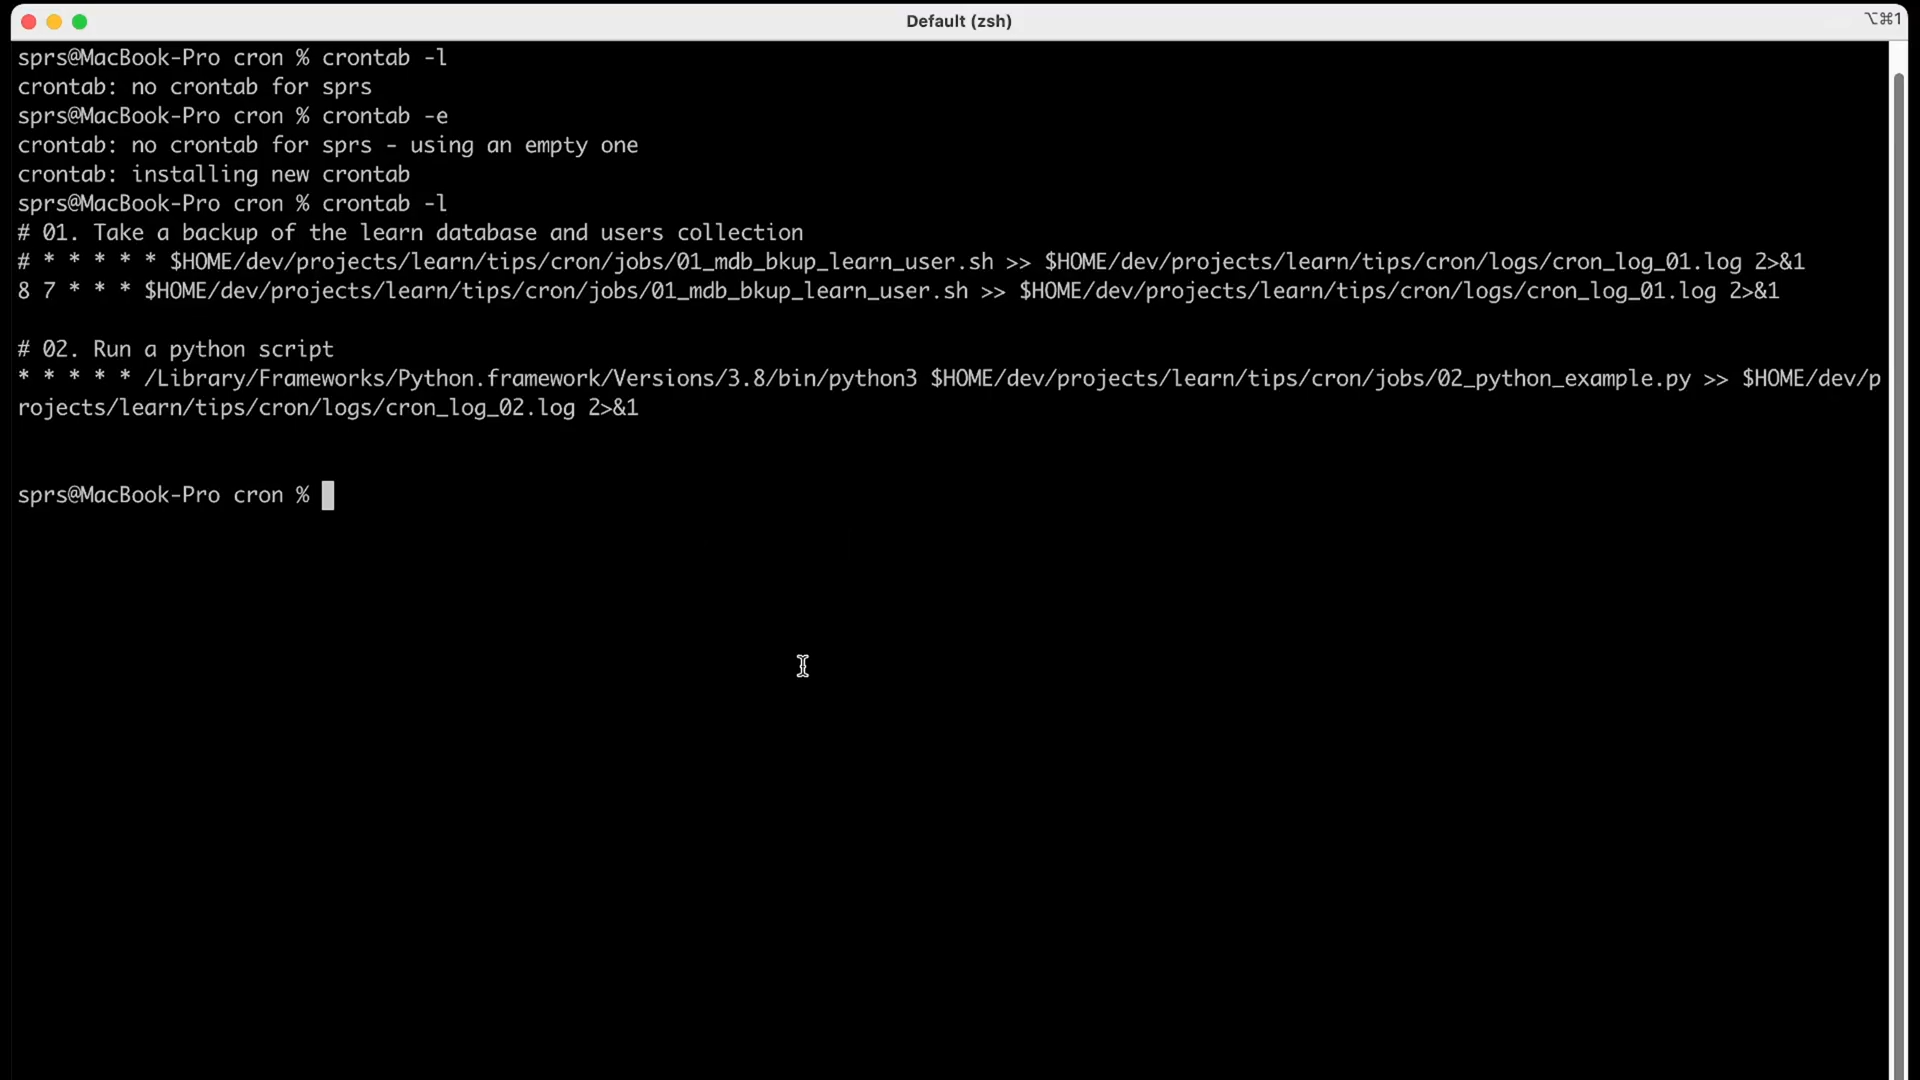 Default (zsh)
⌥⌘1
sprs@MacBook-Pro cron % crontab -l
crontab: no crontab for sprs
sprs@MacBook-Pro cron % crontab -e
crontab: no crontab for sprs - using an empty one
crontab: installing new crontab
sprs@MacBook-Pro cron % crontab -l
# 01. Take a backup of the learn database and users collection
# * * * * * $HOME/dev/projects/learn/tips/cron/jobs/01_mdb_bkup_learn_user.sh >> $HOME/dev/projects/learn/tips/cron/logs/cron_log_01.log 2>&1
8 7 * * * $HOME/dev/projects/learn/tips/cron/jobs/01_mdb_bkup_learn_user.sh >> $HOME/dev/projects/learn/tips/cron/logs/cron_log_01.log 2>&1
# 02. Run a python script
* * * * * /Library/Frameworks/Python.framework/Versions/3.8/bin/python3 $HOME/dev/projects/learn/tips/cron/jobs/02_python_example.py >> $HOME/dev/p
rojects/learn/tips/cron/logs/cron_log_02.log 2>&1
sprs@MacBook-Pro cron %